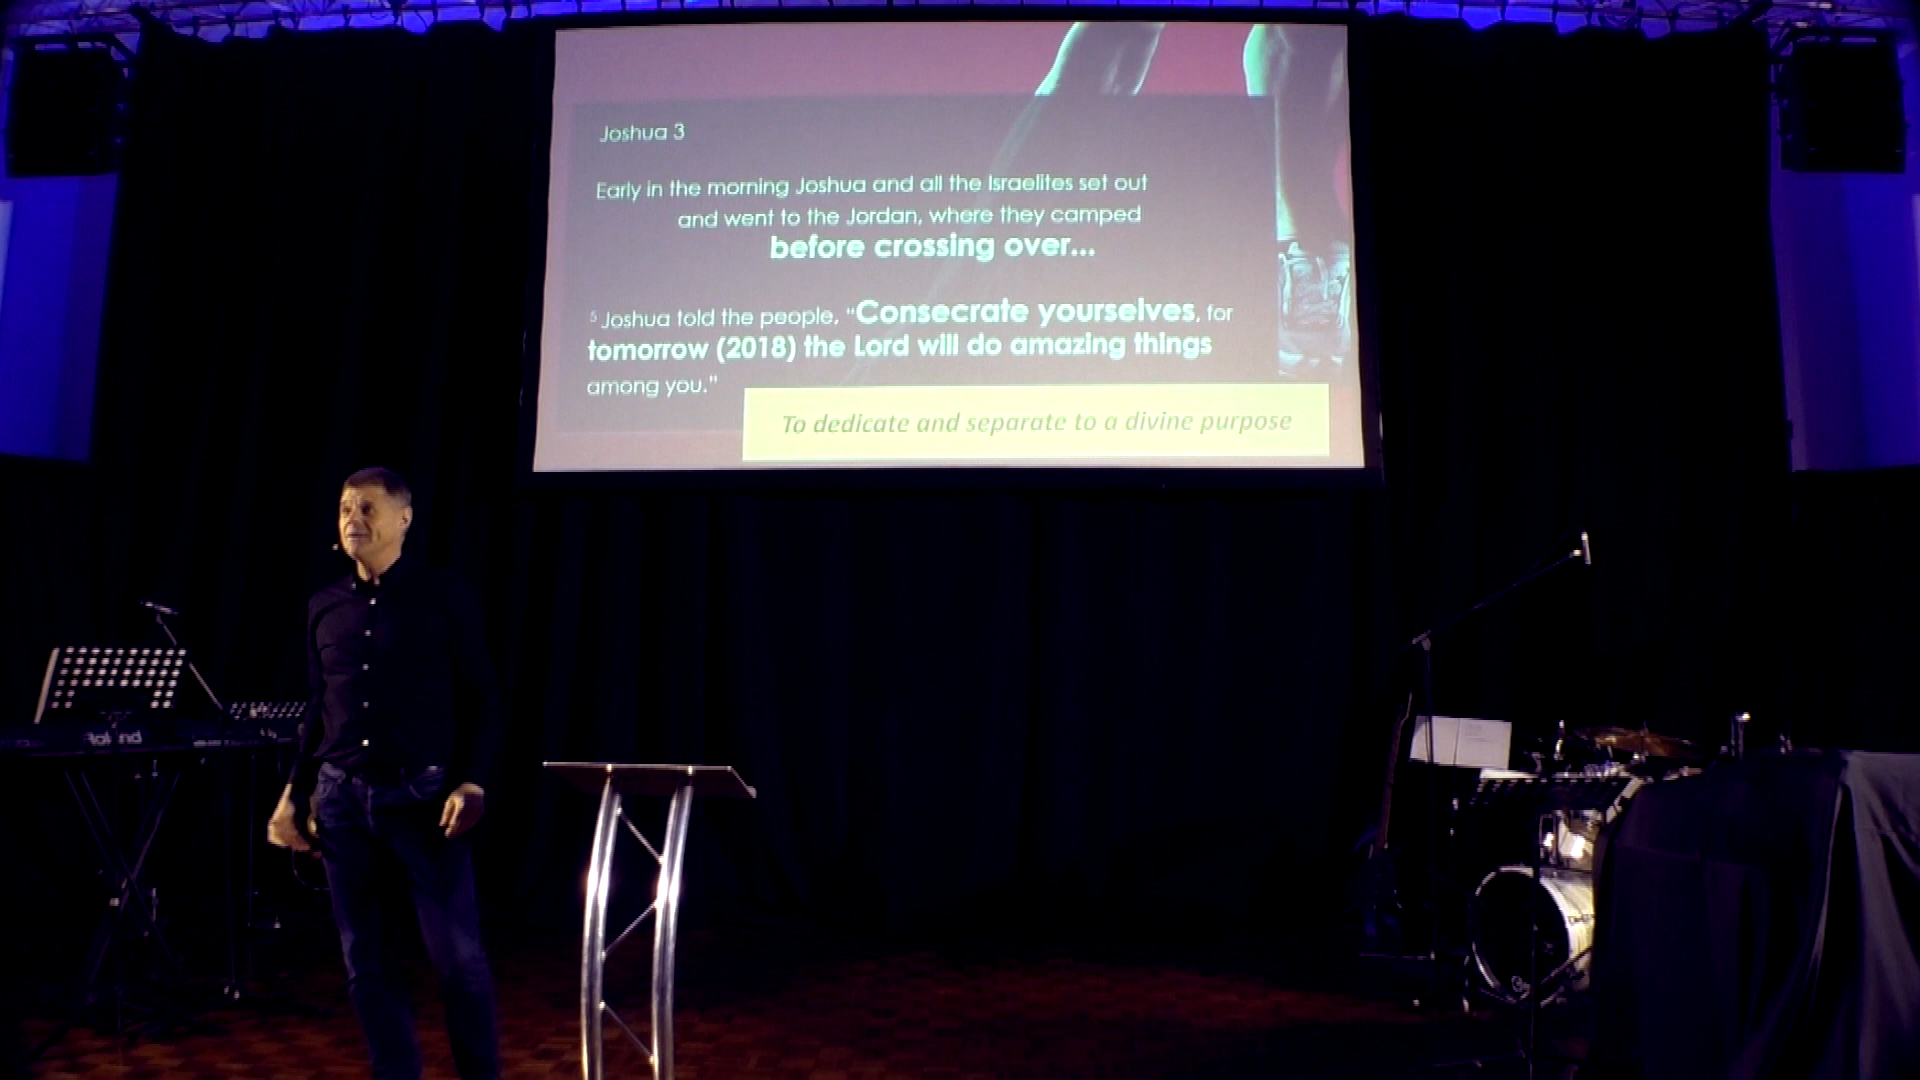 Joshua 3
Early in the morning Joshua and all the Israelites set out
and went to the Jordan, where they camped
before crossing over...
5 Joshua told the people, “Consecrate yourselves, for
tomorrow (2018) the Lord will do amazing things
among you.”
To dedicate and separate to a divine purpose
Roland